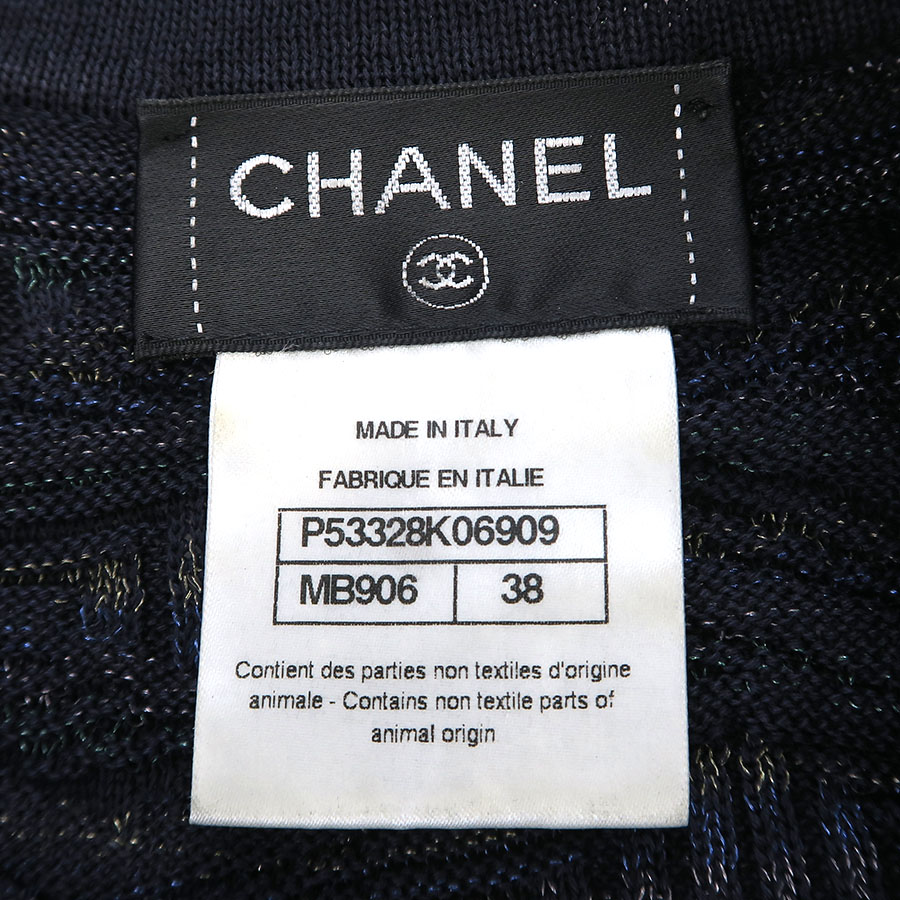 CHANEL
MADE IN ITALY
FABRIQUE EN ITALIE
P53328K06909
MB906 38
Contient des parties non textiles d'origine
animale - Contains non textile parts of
animal origin